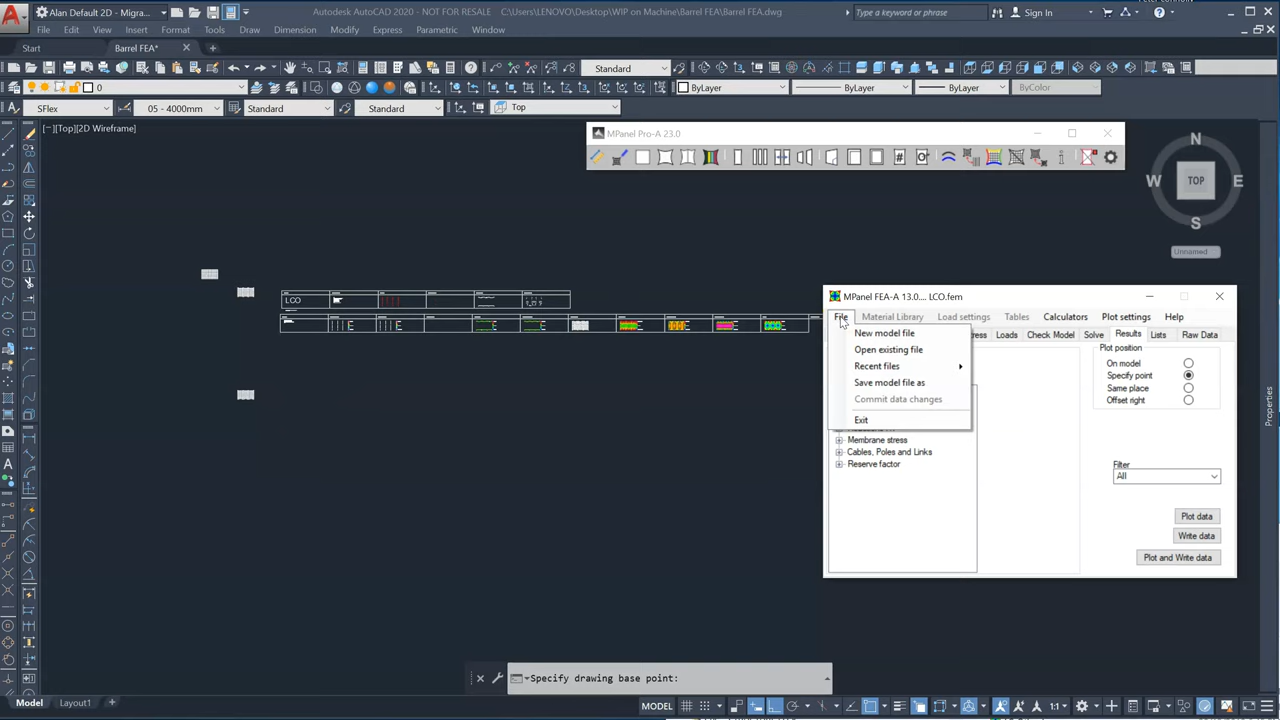 Alan Default 2D - Migra...
Autodesk AutoCAD 2020 - NOT FOR RESALE C:\Users\LENOVO\Desktop\WIP on Machine\Barrel FEA\Barrel FEA.dwg
Type a keyword or phrase
Sign In
File Edit View Insert Format Tools Draw Dimension Modify Express Parametric Window
Start Barrel FEA*
Standard
0
ByLayer ByLayer ByLayer ByColor
SFlex 05 - 4000mm Standard Standard Top
[−][Top][2D Wireframe]
MPanel Pro-A 23.0
N
W TOP E
S
Unnamed
LCO
MPanel FEA-A 13.0.... LCO.fem
File Material Library Load settings Tables Calculators Plot settings Help
Loads Check Model Solve Results Lists Raw Data
New model file
Open existing file
Recent files
Save model file as
Commit data changes
Exit
Plot position
On model
Specify point
Same place
Offset right
Membrane stress
Cables, Poles and Links
Reserve factor
Filter
All
Plot data
Write data
Plot and Write data
Properties
Specify drawing base point:
Model Layout1
MODEL 1:1